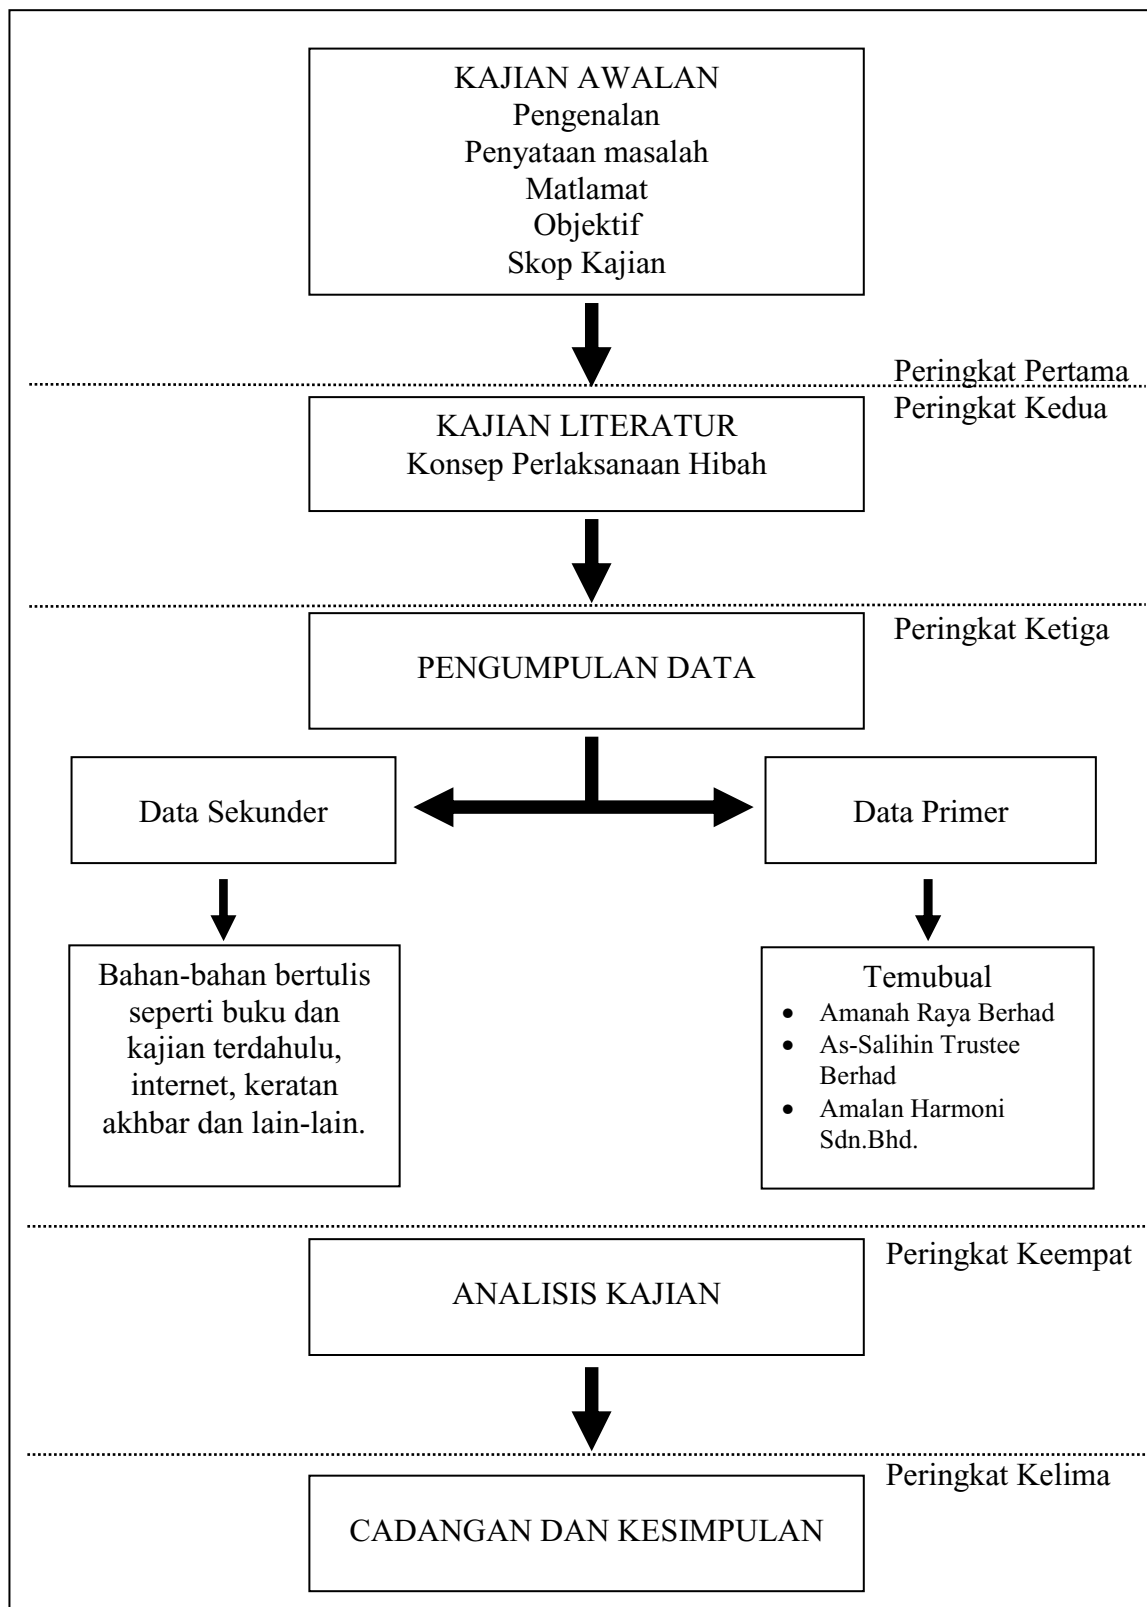 KAJIAN AWALAN
Pengenalan
Penyataan masalah
Matlamat
Objektif
Skop Kajian
Peringkat Pertama
Peringkat Kedua
KAJIAN LITERATUR
Konsep Perlaksanaan Hibah
Peringkat Ketiga
PENGUMPULAN DATA
Data Sekunder
Data Primer
Bahan-bahan bertulis
seperti buku dan
kajian terdahulu,
internet, keratan
akhbar dan lain-lain.
Temubual
• Amanah Raya Berhad
• As-Salihin Trustee
Berhad
• Amalan Harmoni
Sdn.Bhd.
Peringkat Keempat
ANALISIS KAJIAN
Peringkat Kelima
CADANGAN DAN KESIMPULAN